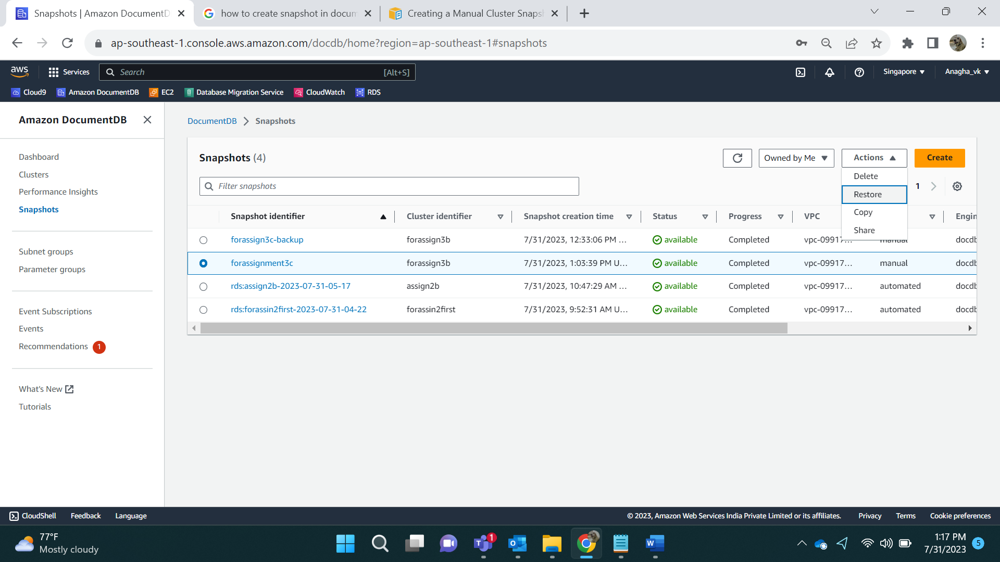 Snapshots | Amazon DocumentD
how to create snapshot in docum
Creating a Manual Cluster Snaps
ap-southeast-1.console.aws.amazon.com/docdb/home?region=ap-southeast-1#snapshots
aws
Services
Search
[Alt+S]
Singapore
Anagha_vk
Cloud9
Amazon DocumentDB
EC2
Database Migration Service
CloudWatch
RDS
Amazon DocumentDB
Dashboard
Clusters
Performance Insights
Snapshots
Subnet groups
Parameter groups
Event Subscriptions
Events
Recommendations 1
What's New
Tutorials
DocumentDB > Snapshots
Snapshots (4)
Owned by Me
Actions
Create
Delete
Restore
Copy
Share
Filter snapshots
1
Snapshot identifier Cluster identifier Snapshot creation time Status Progress VPC Engin
forassign3c-backup forassign3b 7/31/2023, 12:33:06 PM ... available Completed vpc-09917... manual docdb
forassignment3c forassign3b 7/31/2023, 1:03:39 PM U... available Completed vpc-09917... manual docdb
rds:assign2b-2023-07-31-05-17 assign2b 7/31/2023, 10:47:29 AM ... available Completed vpc-09917... automated docdb
rds:forassin2first-2023-07-31-04-22 forassin2first 7/31/2023, 9:52:31 AM U... available Completed vpc-09917... automated docdb
CloudShell
Feedback
Language
© 2023, Amazon Web Services India Private Limited or its affiliates.
Privacy
Terms
Cookie preferences
77°F
Mostly cloudy
1
1:17 PM
7/31/2023
5